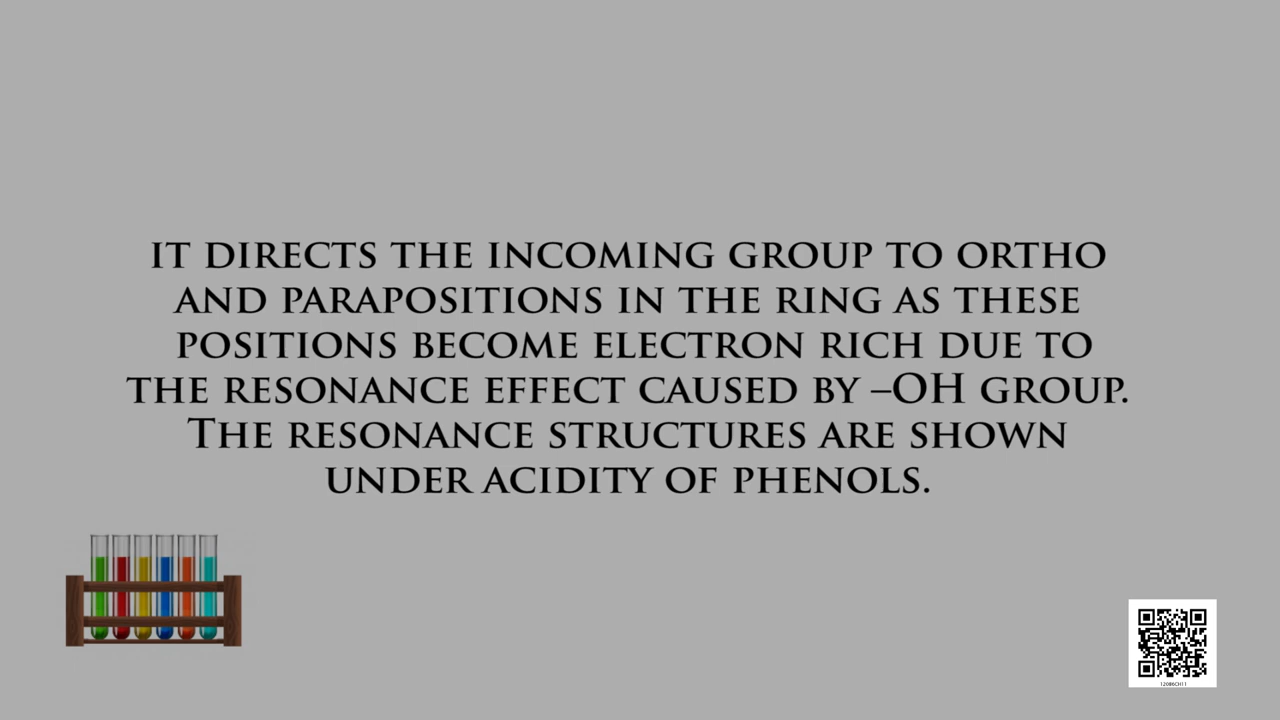 IT DIRECTS THE INCOMING GROUP TO ORTHO
AND PARAPOSITIONS IN THE RING AS THESE
POSITIONS BECOME ELECTRON RICH DUE TO
THE RESONANCE EFFECT CAUSED BY –OH GROUP.
THE RESONANCE STRUCTURES ARE SHOWN
UNDER ACIDITY OF PHENOLS.
12086CH11